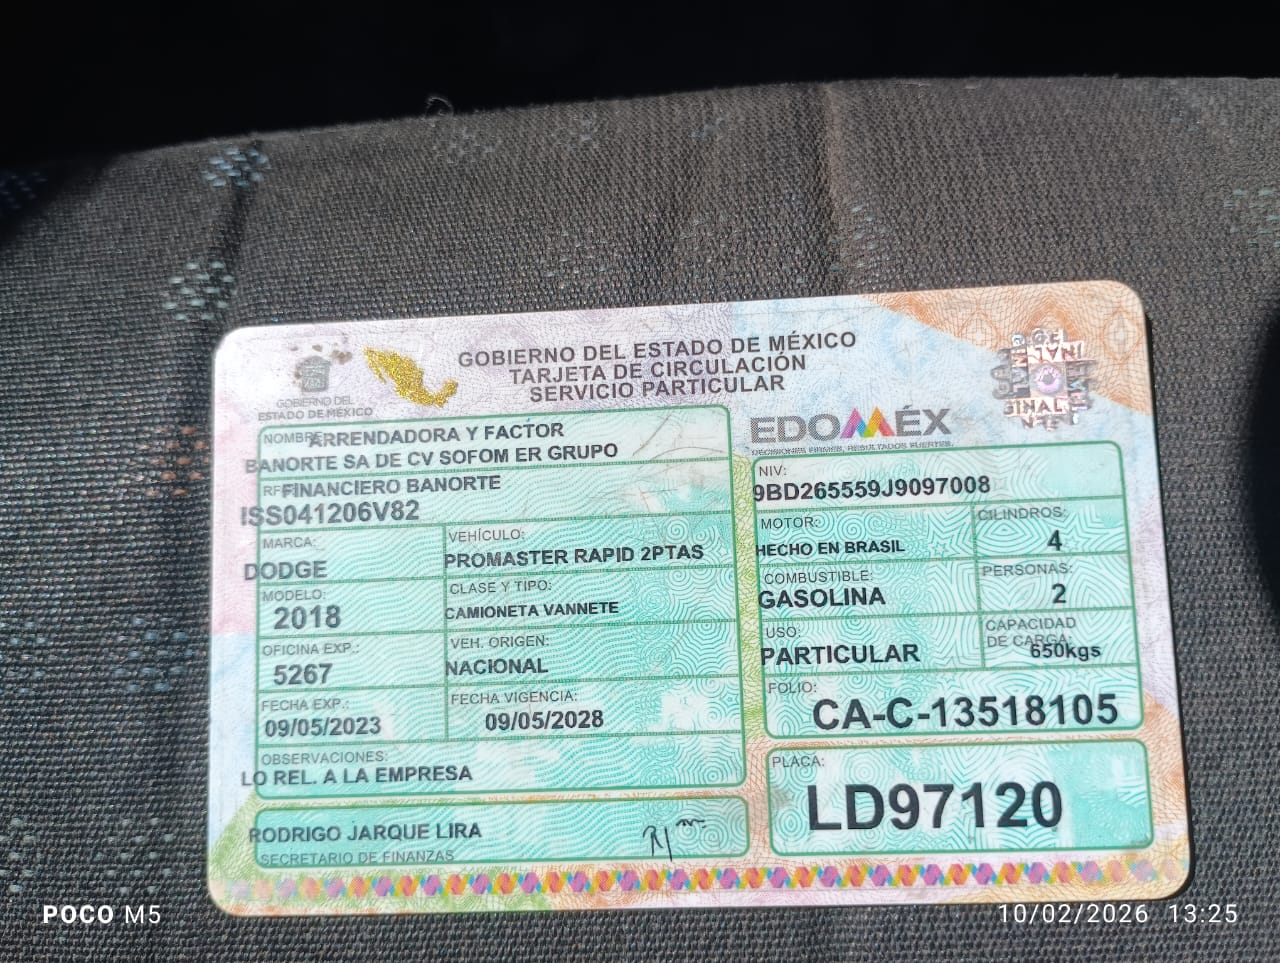 GOBIERNO DEL ESTADO DE MÉXICO
TARJETA DE CIRCULACIÓN
SERVICIO PARTICULAR
GOBIERNO DEL
ESTADO DE MÉXICO
EDOMÉX
DECISIONES FIRMES, RESULTADOS FUERTES.
ORIGINAL
NOMBRE
ARRENDADORA Y FACTOR
BANORTE SA DE CV SOFOM ER GRUPO
FINANCIERO BANORTE
ISS041206V82
MARCA:
DODGE
VEHÍCULO:
PROMASTER RAPID 2PTAS
MODELO:
2018
CLASE Y TIPO:
CAMIONETA VANNETE
OFICINA EXP.:
5267
VEH. ORIGEN:
NACIONAL
FECHA EXP.:
09/05/2023
FECHA VIGENCIA:
09/05/2028
OBSERVACIONES:
LO REL. A LA EMPRESA
RODRIGO JARQUE LIRA
SECRETARIO DE FINANZAS
NIV:
9BD265559J9097008
MOTOR:
HECHO EN BRASIL
CILINDROS:
4
COMBUSTIBLE:
GASOLINA
PERSONAS:
2
USO:
PARTICULAR
CAPACIDAD
DE CARGA:
650kgs
FOLIO:
CA-C-13518105
PLACA:
LD97120
POCO M5
10/02/2026 13:25